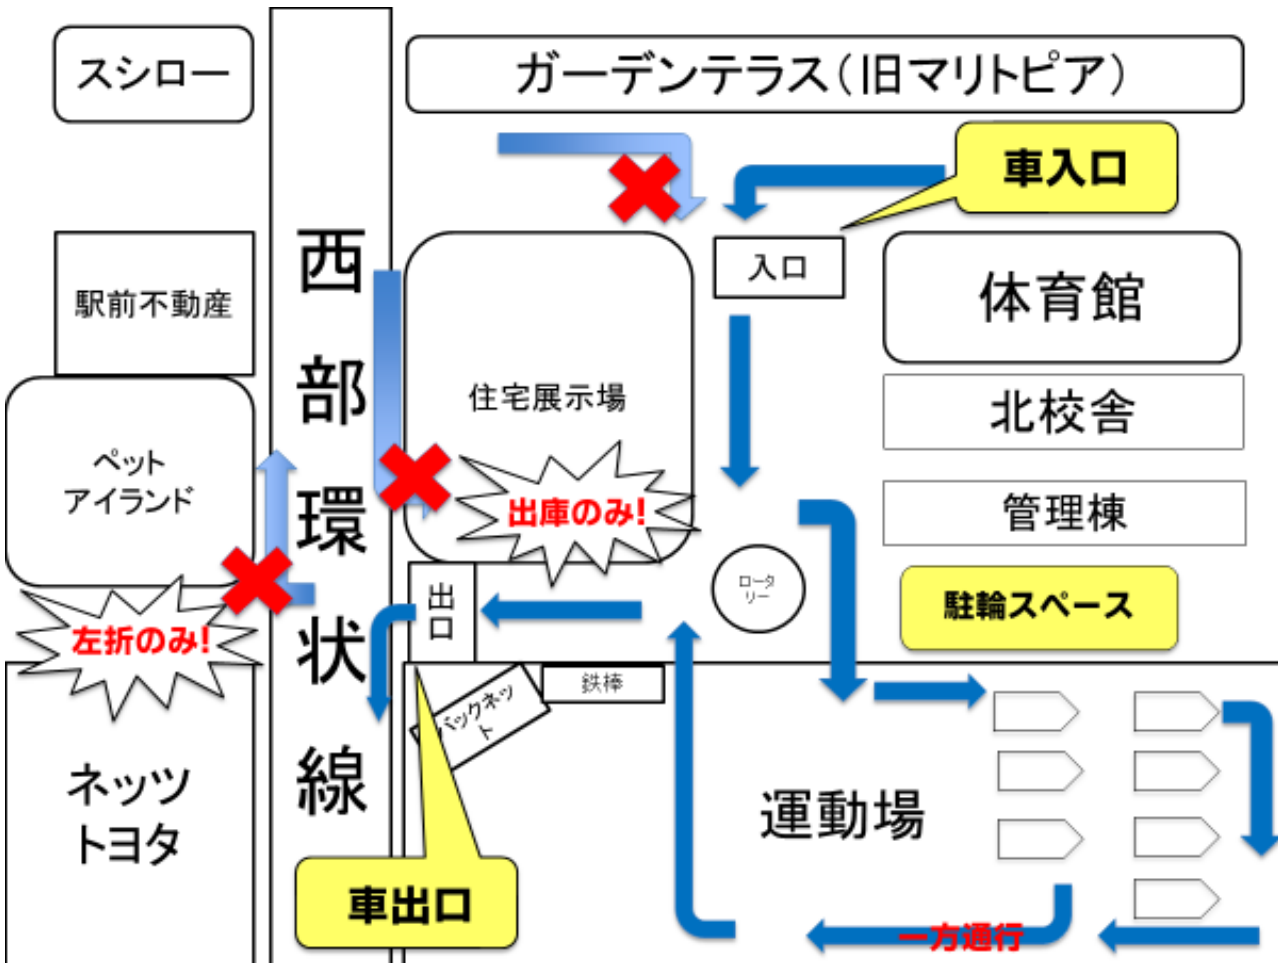 スシロー
ガーデンテラス（旧マリトピア）
車入口
入口
体育館
西部環状線
駅前不動産
住宅展示場
北校舎
ペット
アイランド
出庫のみ!
管理棟
ロータ
リー
駐輪スペース
出口
左折のみ!
鉄棒
バックネッ
ト
ネッツ
トヨタ
運動場
車出口
一方通行